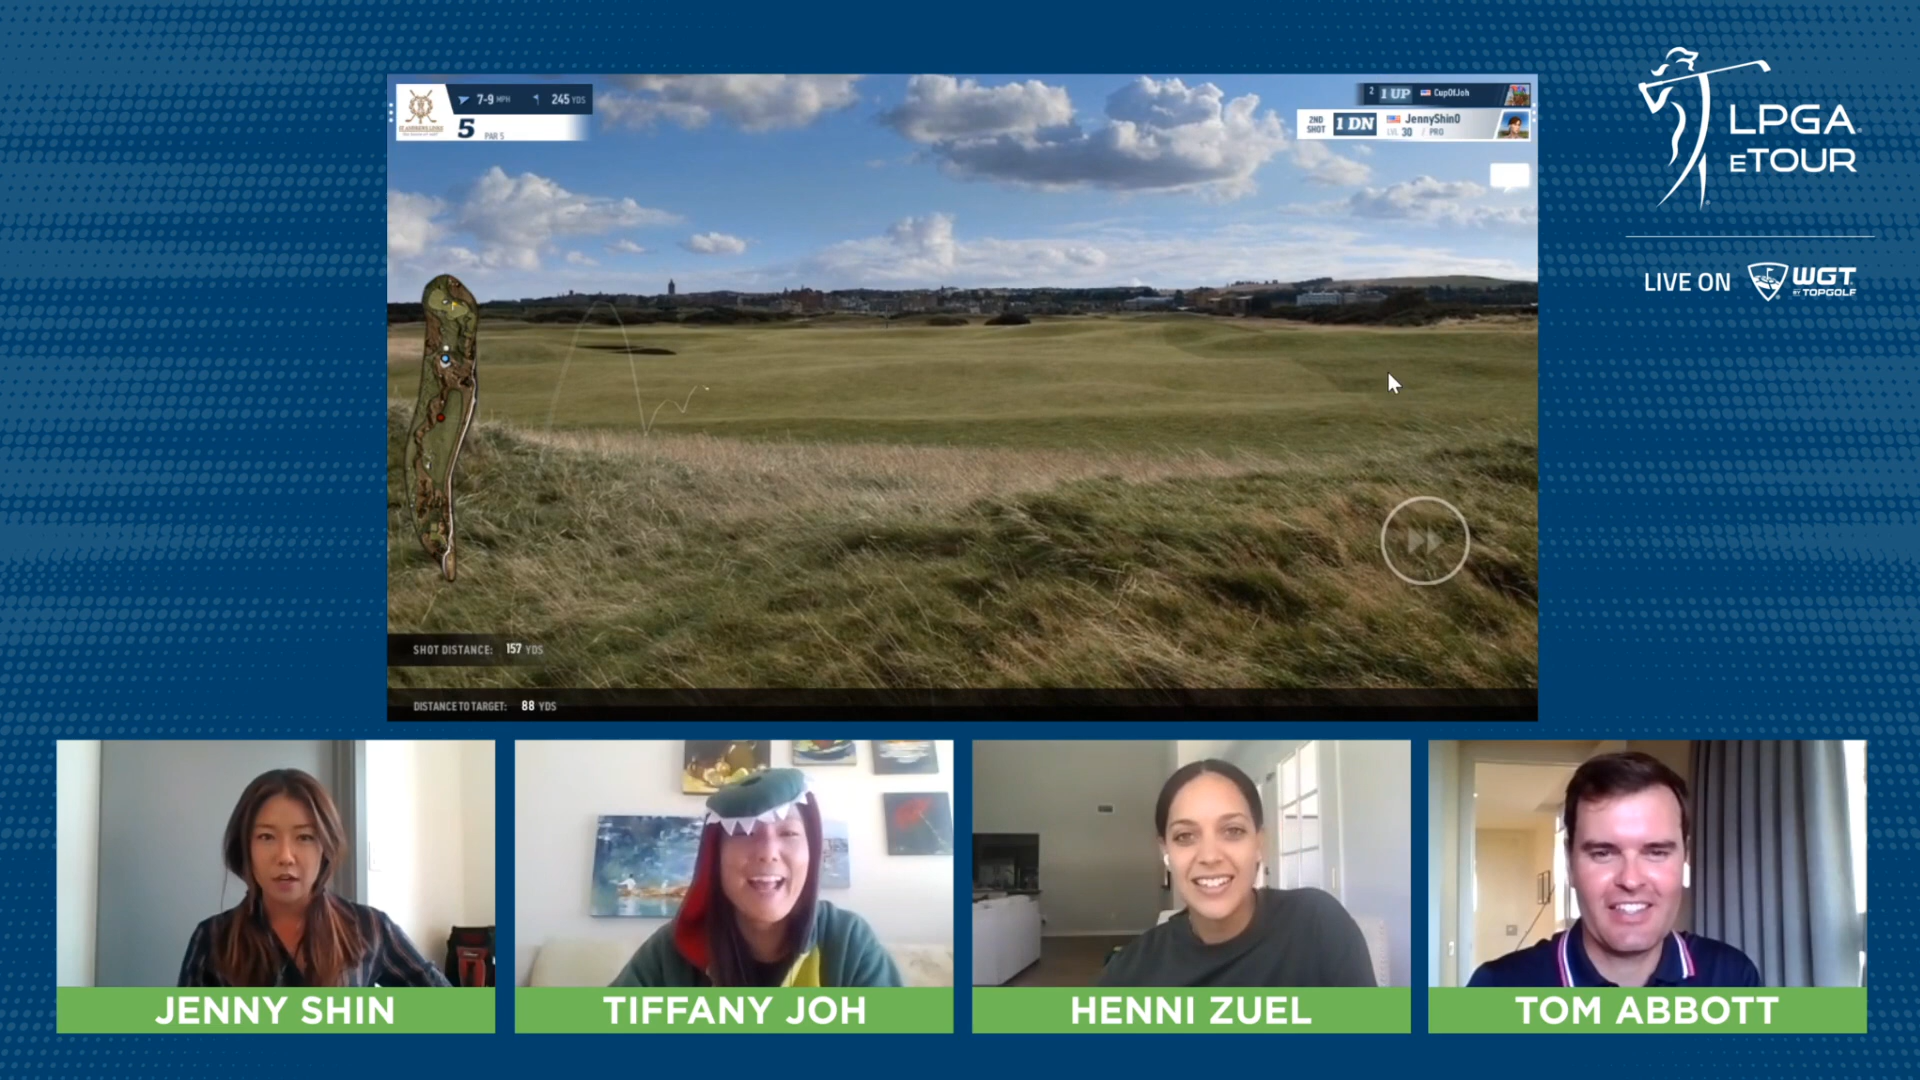 7-9 MPH 245 YDS
5 PAR 5
2 1 UP CupOfJoh
2ND SHOT 1 DN JennyShin0
LVL 30 / PRO
LPGA
eTOUR
LIVE ON WGT
BY TOPGOLF
SHOT DISTANCE: 157 YDS
DISTANCE TO TARGET: 88 YDS
JENNY SHIN
TIFFANY JOH
HENNI ZUEL
TOM ABBOTT